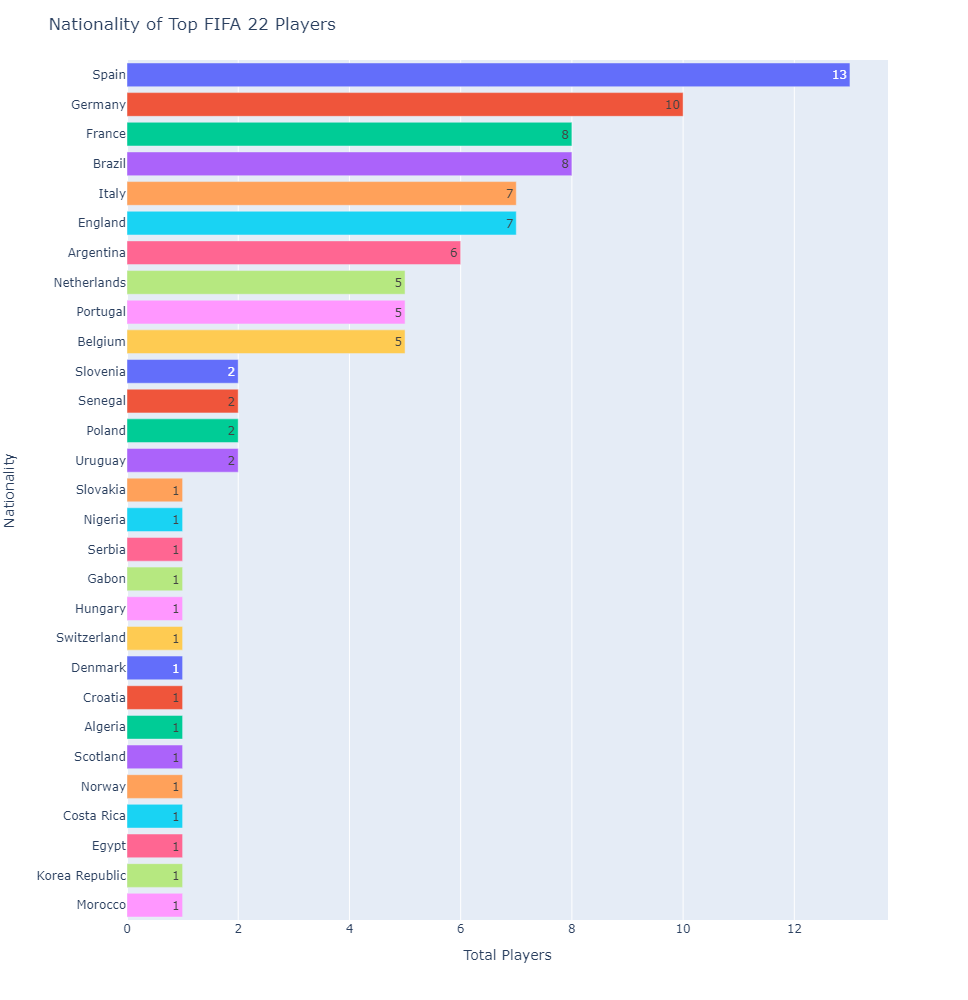 Nationality of Top FIFA 22 Players
Spain 13
Germany 10
France 8
Brazil 8
Italy 7
England 7
Argentina 6
Netherlands 5
Portugal 5
Belgium 5
Slovenia 2
Senegal 2
Poland 2
Uruguay 2
Slovakia 1
Nigeria 1
Serbia 1
Gabon 1
Hungary 1
Switzerland 1
Denmark 1
Croatia 1
Algeria 1
Scotland 1
Norway 1
Costa Rica 1
Egypt 1
Korea Republic 1
Morocco 1
Nationality
0 2 4 6 8 10 12
Total Players